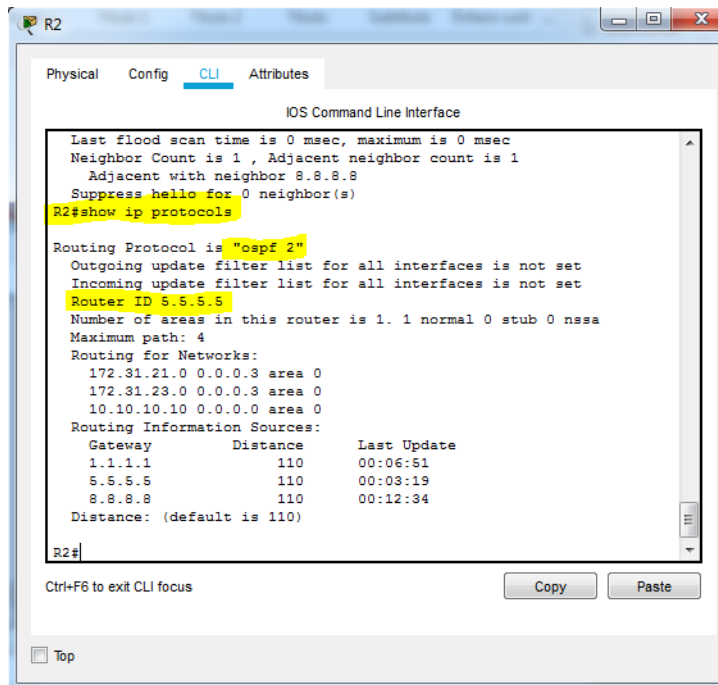 R2
Physical Config CLI Attributes
IOS Command Line Interface
Last flood scan time is 0 msec, maximum is 0 msec
Neighbor Count is 1 , Adjacent neighbor count is 1
Adjacent with neighbor 8.8.8.8
Suppress hello for 0 neighbor(s)
R2#show ip protocols
Routing Protocol is "ospf 2"
Outgoing update filter list for all interfaces is not set
Incoming update filter list for all interfaces is not set
Router ID 5.5.5.5
Number of areas in this router is 1. 1 normal 0 stub 0 nssa
Maximum path: 4
Routing for Networks:
172.31.21.0 0.0.0.3 area 0
172.31.23.0 0.0.0.3 area 0
10.10.10.10 0.0.0.0 area 0
Routing Information Sources:
Gateway Distance Last Update
1.1.1.1 110 00:06:51
5.5.5.5 110 00:03:19
8.8.8.8 110 00:12:34
Distance: (default is 110)
R2#
Ctrl+F6 to exit CLI focus
Copy Paste
Top